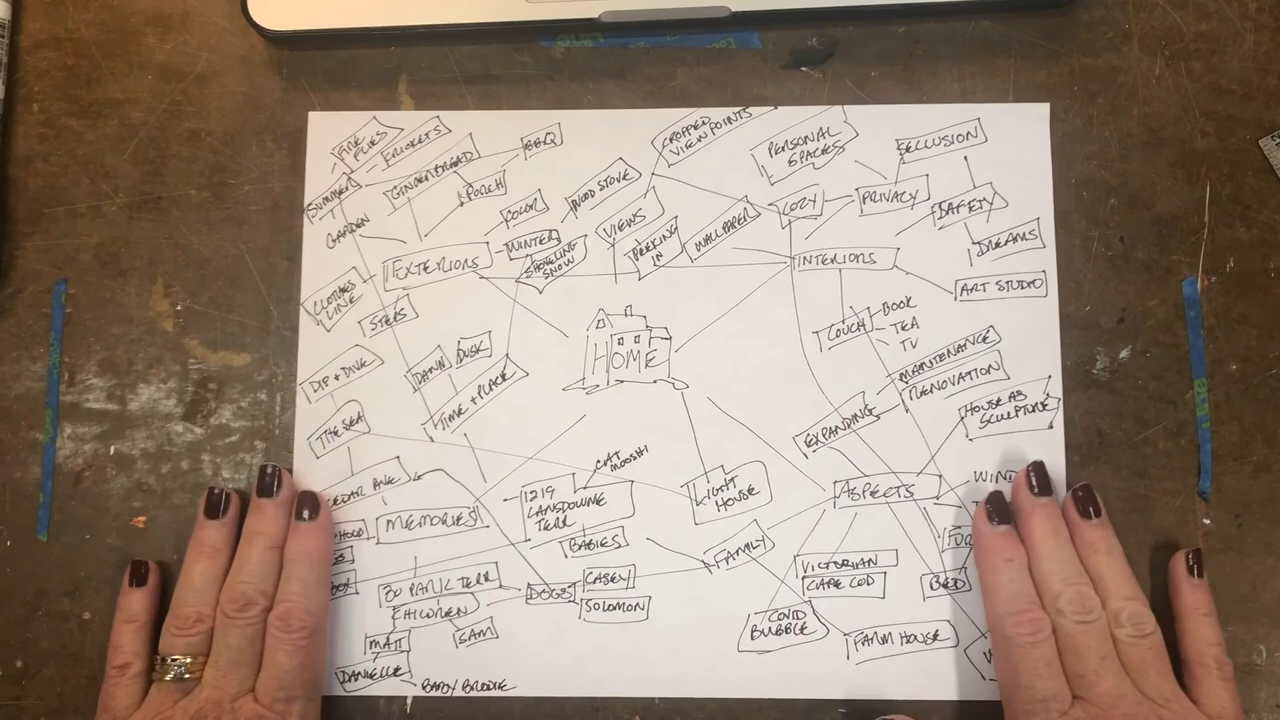 FIRE
FLIES
KRICKETS
BBQ
GINGERBREAD
SUMMER
PORCH
GARDEN
COLOR
WOOD STOVE
CROPPED
VIEW POINTS
PERSONAL
SPACES
SELLUSION
VIEWS
WINTER
SHOVELING
SNOW
PEEKING
IN
WALLPAPER
COZY
PRIVACY
SAFETY
DREAMS
EXTERIORS
INTERIORS
ART STUDIO
CLOTHES
LINE
STEPS
COUCH
BOOK
TEA
TV
HOME
DAWN
DUSK
TIME + PLACE
DIP + DIVE
THE SEA
MAINTENANCE
RENOVATION
EXPANDING
HOUSE AS
SCULPTURE
CEDAR AVE
MEMORIES
1219
LANSDOWNE
TERR
CAT
MOOSHI
BABIES
LIGHT
HOUSE
ASPECTS
WIND
FAMILY
VICTORIAN
CAPE COD
BED
30 PARK TERR
CHILDREN
DOGS
CASEY
SOLOMON
MATT
SAM
DANIELLE
BABY BRODIE
COVID
BUBBLE
FARM HOUSE